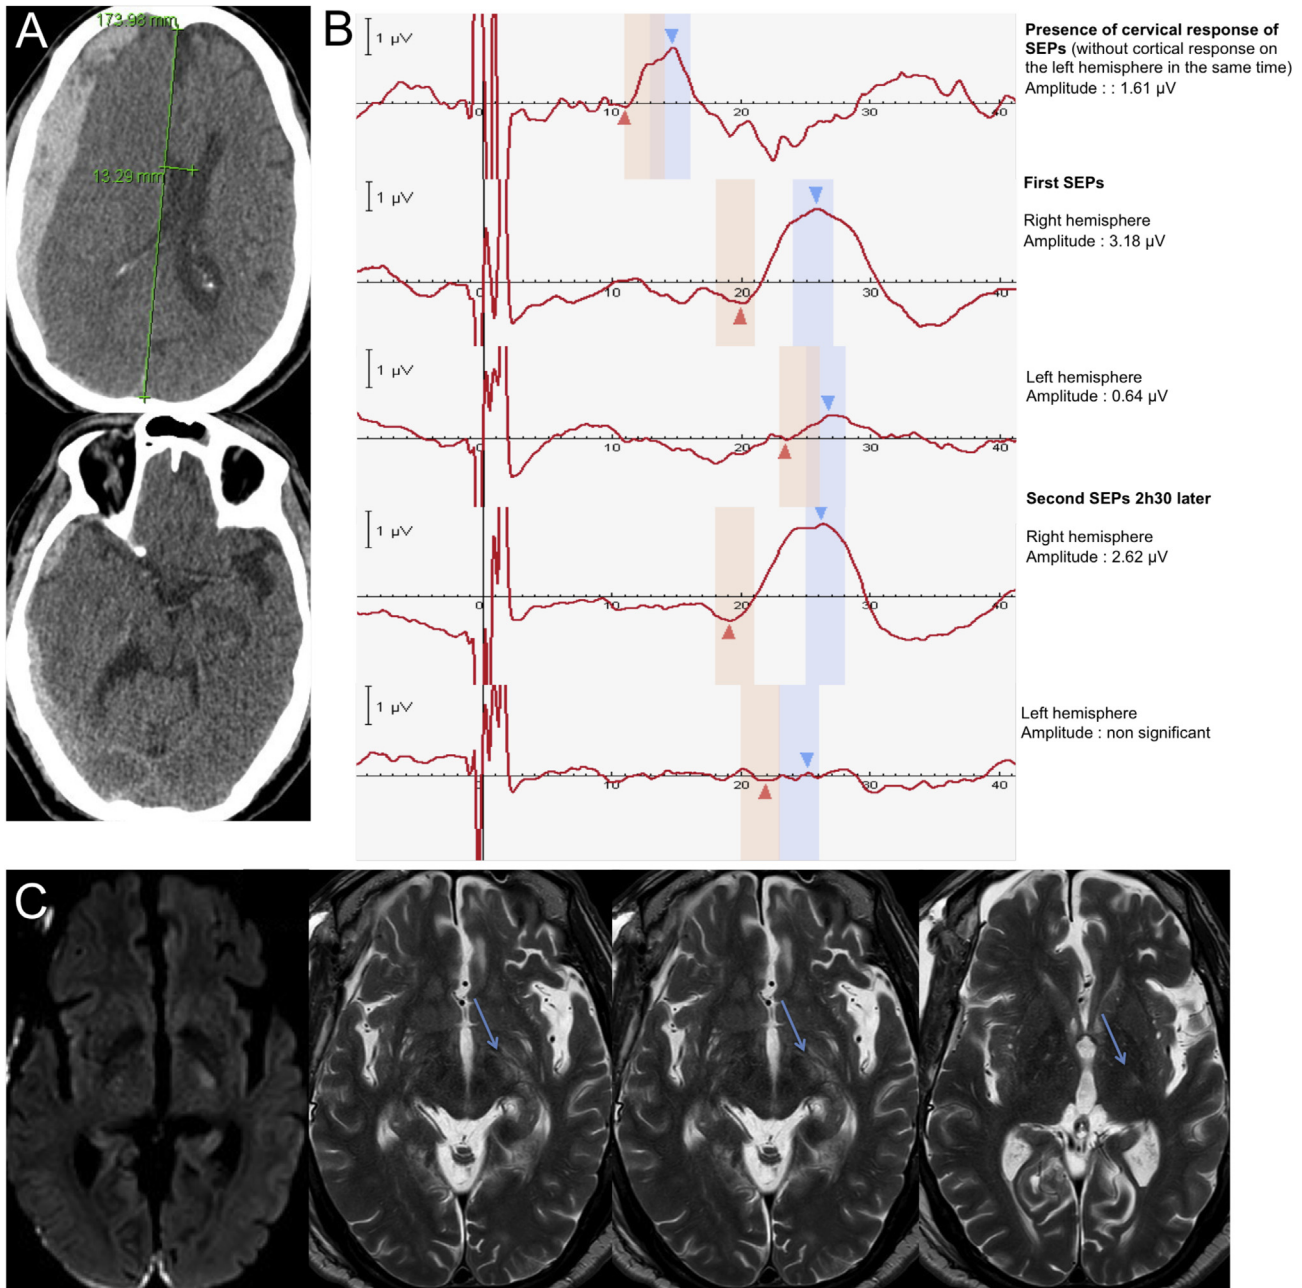 A
173.98 mm
13.29 mm
B
1 µV
0
10
20
30
40
Presence of cervical response of
SEPs (without cortical response on
the left hemisphere in the same time)
Amplitude : : 1.61 µV
1 µV
0
10
20
30
40
First SEPs
Right hemisphere
Amplitude : 3.18 µV
1 µV
0
10
20
30
40
Left hemisphere
Amplitude : 0.64 µV
Second SEPs 2h30 later
1 µV
0
10
20
30
40
Right hemisphere
Amplitude : 2.62 µV
1 µV
0
10
20
30
40
Left hemisphere
Amplitude : non significant
C